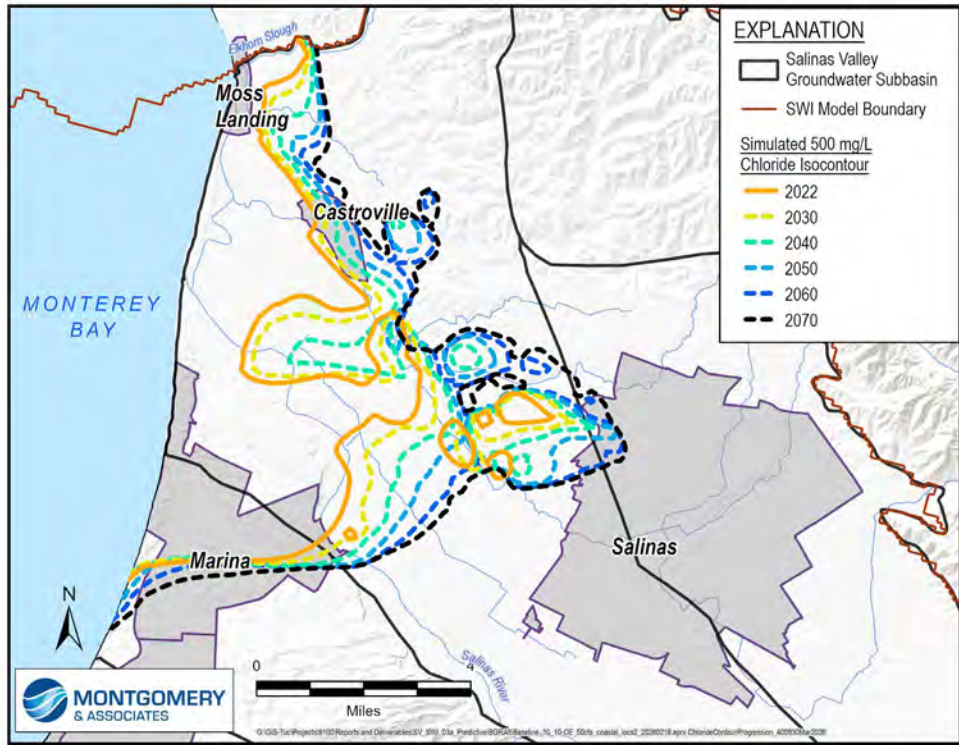 Elkhorn Slough
Moss
Landing
Castroville
MONTEREY
BAY
Marina
Salinas
Salinas River
N
0
4
Miles
MONTGOMERY
& ASSOCIATES
EXPLANATION
Salinas Valley
Groundwater Subbasin
SWI Model Boundary
Simulated 500 mg/L
Chloride Isocontour
2022
2030
2040
2050
2060
2070